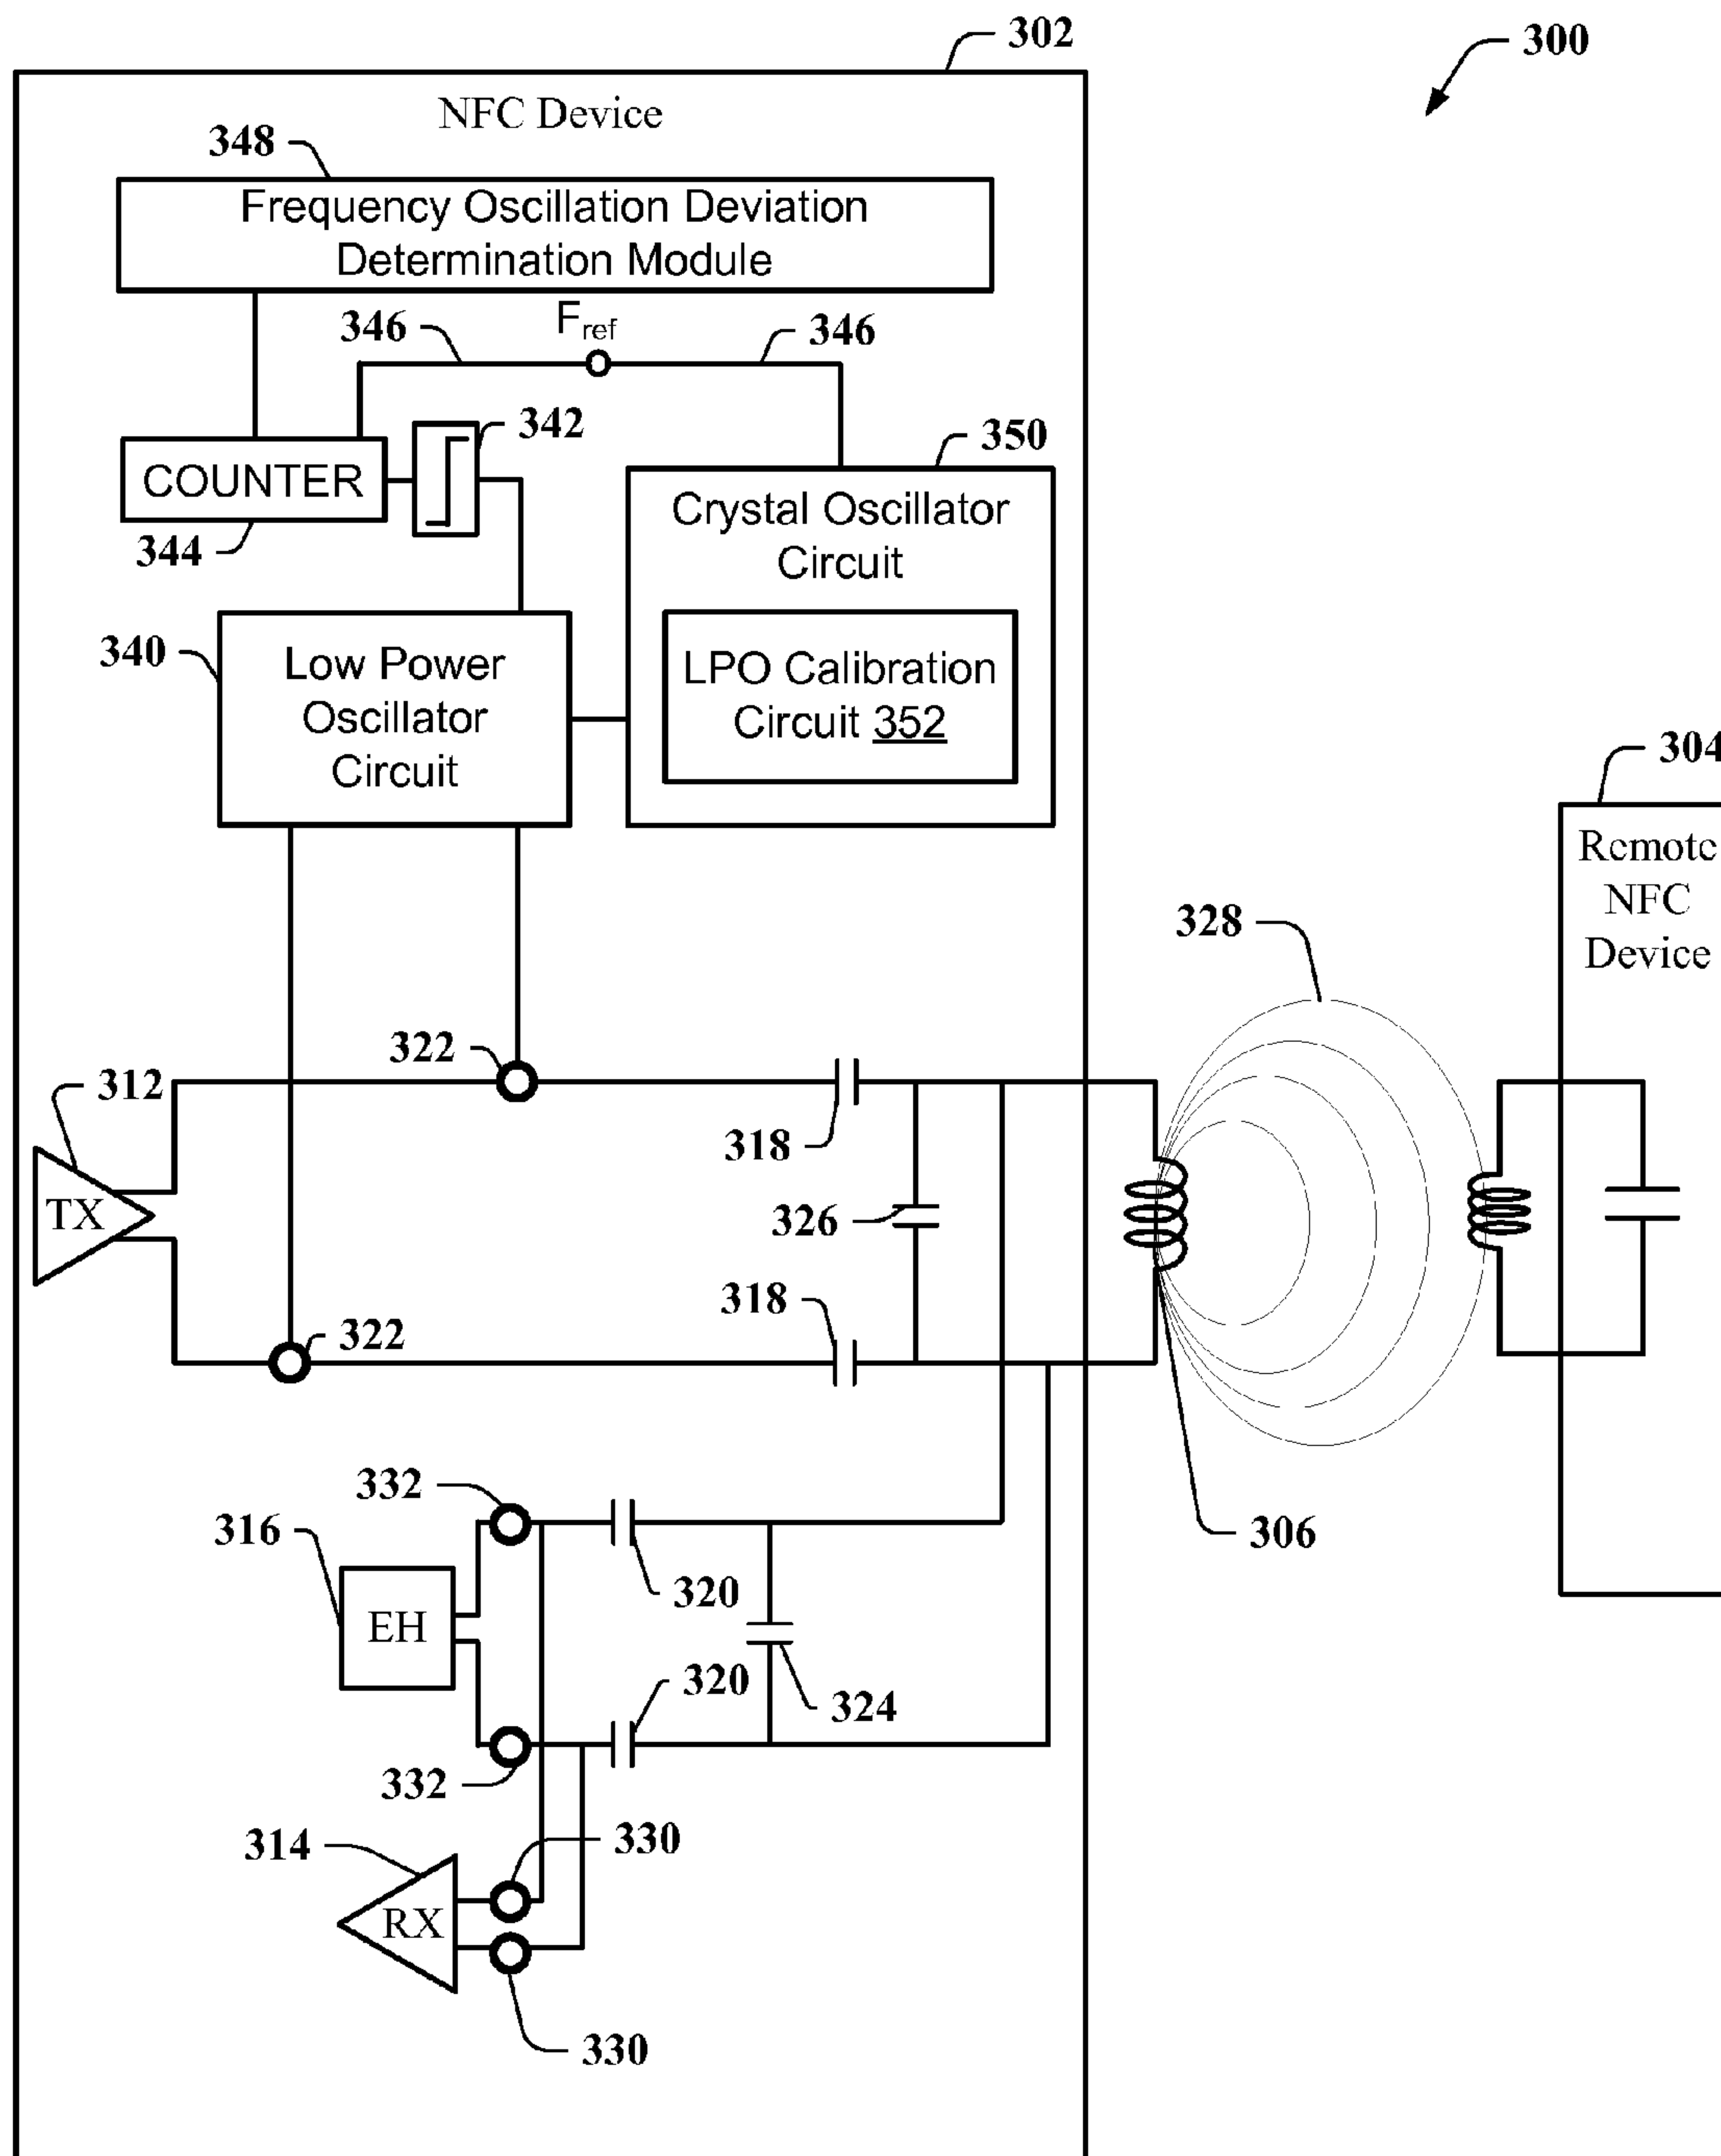 302
300
NFC Device
348
Frequency Oscillation Deviation
Determination Module
346
Fref
346
342
350
COUNTER
344
Crystal Oscillator
Circuit
340
Low Power
Oscillator
Circuit
LPO Calibration
Circuit 352
304
Remote
NFC
Device
328
322
312
318
TX
326
318
322
332
316
306
EH
320
320
324
332
314
330
RX
330